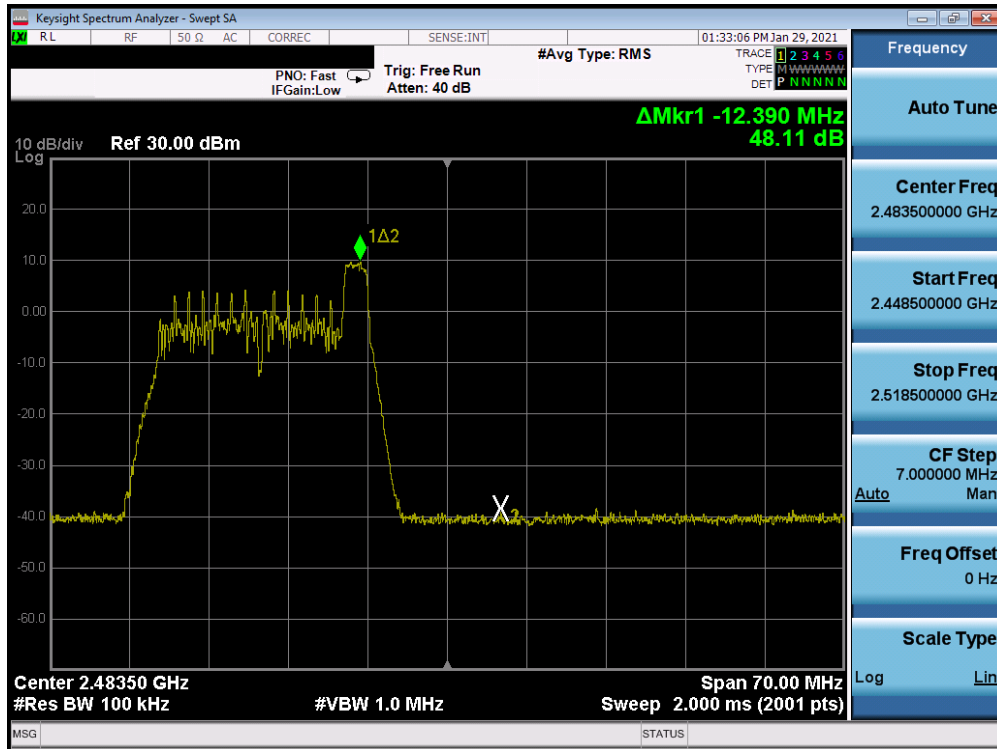 Keysight Spectrum Analyzer - Swept SA
LXI RL RF 50 Ω AC CORREC SENSE:INT 01:33:06 PM Jan 29, 2021
Frequency
#Avg Type: RMS TRACE 1 2 3 4 5 6
PNO: Fast Trig: Free Run TYPE M W W W W W
IFGain:Low Atten: 40 dB DET P N N N N N
Auto Tune
ΔMkr1 -12.390 MHz
10 dB/div Ref 30.00 dBm 48.11 dB
Log
20.0
10.0
0.00
-10.0
-20.0
-30.0
-40.0
-50.0
-60.0
1Δ2
X2
Center Freq
2.483500000 GHz
Start Freq
2.448500000 GHz
Stop Freq
2.518500000 GHz
CF Step
7.000000 MHz
Auto Man
Freq Offset
0 Hz
Scale Type
Log Lin
Center 2.48350 GHz Span 70.00 MHz
#Res BW 100 kHz #VBW 1.0 MHz Sweep 2.000 ms (2001 pts)
MSG STATUS